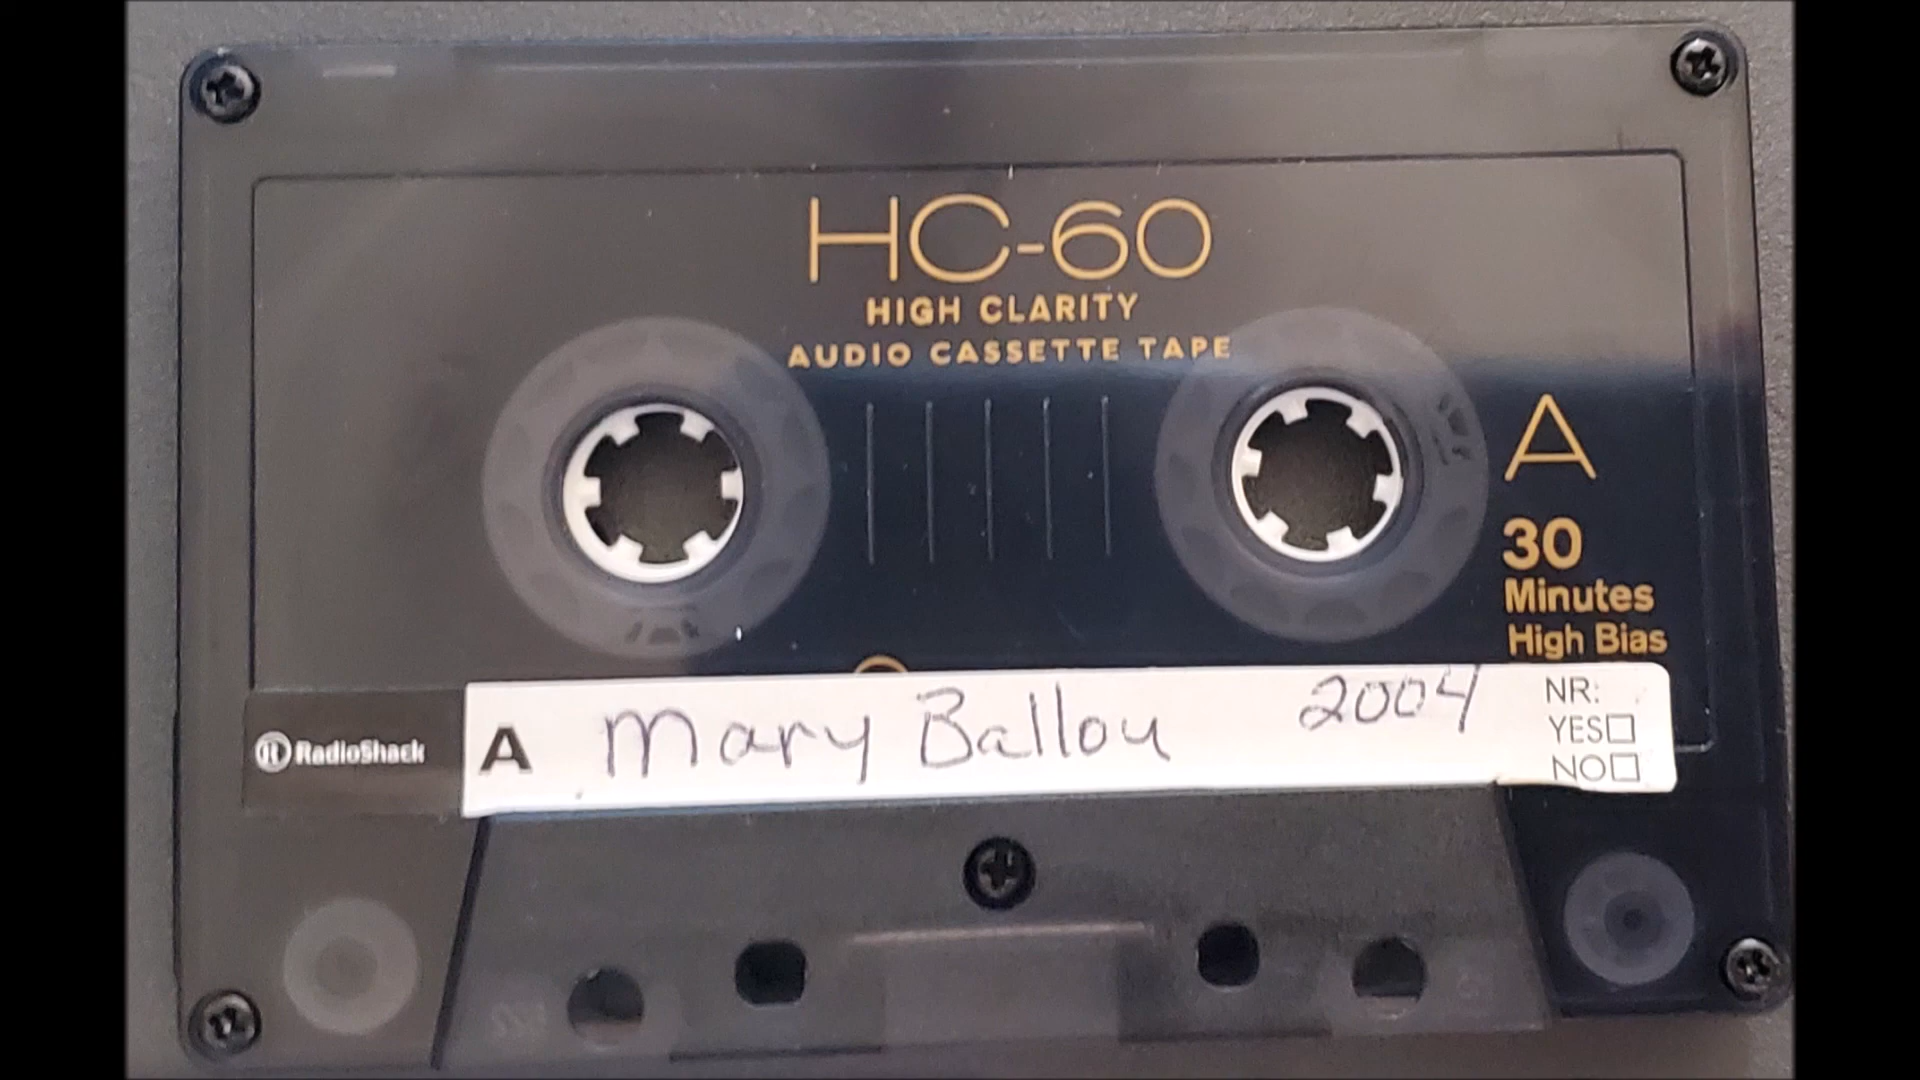 HC-60
HIGH CLARITY
AUDIO CASSETTE TAPE
A
30
Minutes
High Bias
RadioShack
A Mary Ballou 2004
NR:
YES
NO